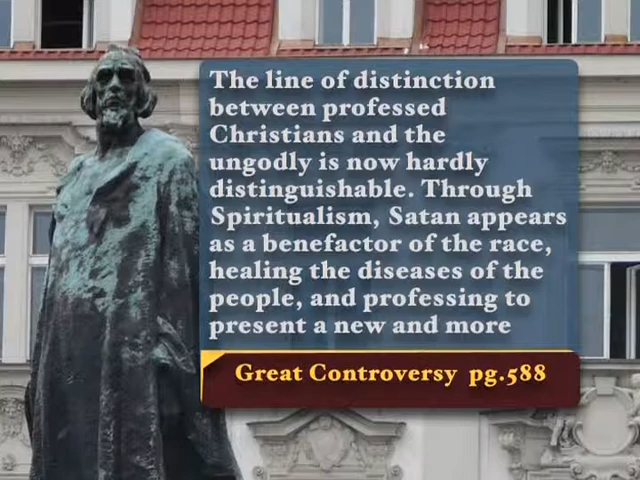 The line of distinction
between professed
Christians and the
ungodly is now hardly
distinguishable. Through
Spiritualism, Satan appears
as a benefactor of the race,
healing the diseases of the
people, and professing to
present a new and more
Great Controversy pg.588